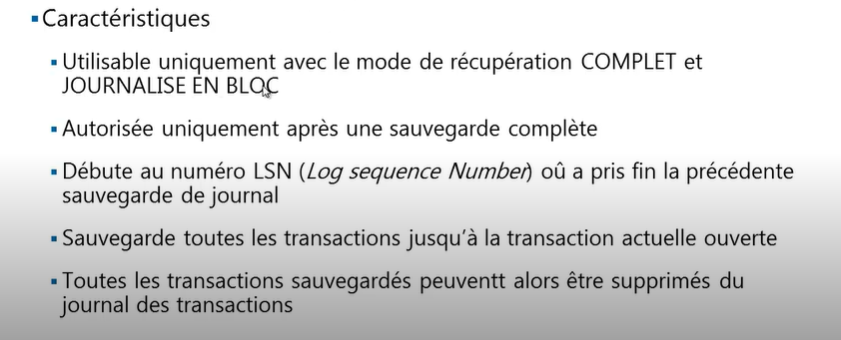 ▪Caractéristiques
▪Utilisable uniquement avec le mode de récupération COMPLET et
JOURNALISE EN BLOC
▪Autorisée uniquement après une sauvegarde complète
▪Débute au numéro LSN (Log sequence Number) oû a pris fin la précédente
sauvegarde de journal
▪Sauvegarde toutes les transactions jusqu'à la transaction actuelle ouverte
▪Toutes les transactions sauvegardés peuventt alors être supprimés du
journal des transactions